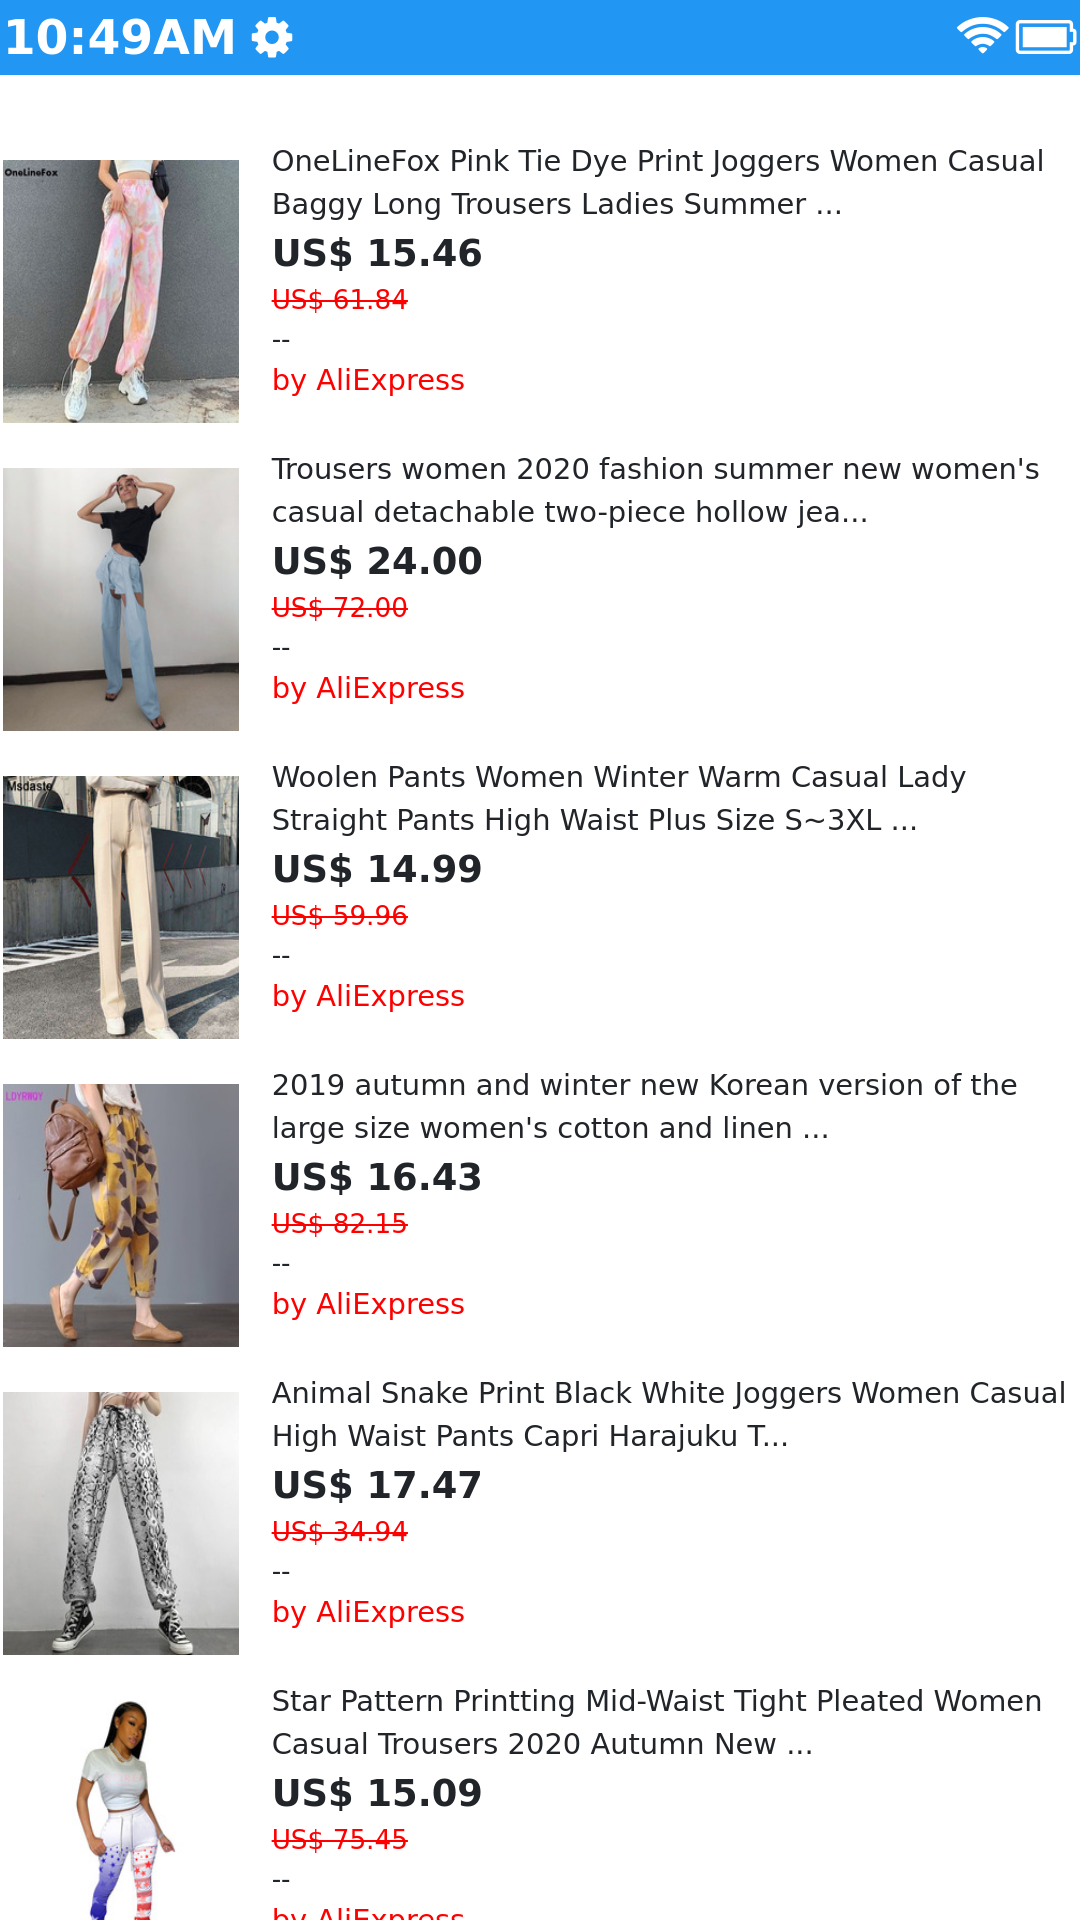 10:49AM
OneLineFox
OneLineFox Pink Tie Dye Print Joggers Women Casual
Baggy Long Trousers Ladies Summer ...
US$ 15.46
US$ 61.84
--
by AliExpress
Trousers women 2020 fashion summer new women's
casual detachable two-piece hollow jea...
US$ 24.00
US$ 72.00
--
by AliExpress
Msdaste
Woolen Pants Women Winter Warm Casual Lady
Straight Pants High Waist Plus Size S~3XL ...
US$ 14.99
US$ 59.96
--
by AliExpress
LDYRWQY
2019 autumn and winter new Korean version of the
large size women's cotton and linen ...
US$ 16.43
US$ 82.15
--
by AliExpress
Animal Snake Print Black White Joggers Women Casual
High Waist Pants Capri Harajuku T...
US$ 17.47
US$ 34.94
--
by AliExpress
Star Pattern Printting Mid-Waist Tight Pleated Women
Casual Trousers 2020 Autumn New ...
US$ 15.09
US$ 75.45
--
by AliExpress